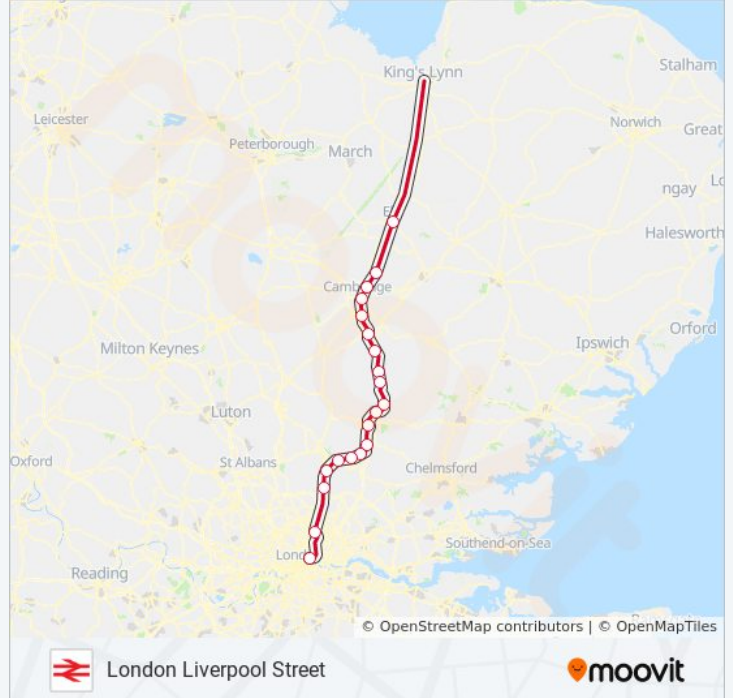 King's Lynn
Stalham
Leicester
Norwich
Great
Peterborough
March
ngay
Halesworth
Cambridge
Orford
Ipswich
Milton Keynes
Luton
Oxford
St Albans
Chelmsford
Southend-on-Sea
Lond
Reading
© OpenStreetMap contributors | © OpenMapTiles
London Liverpool Street
moovit